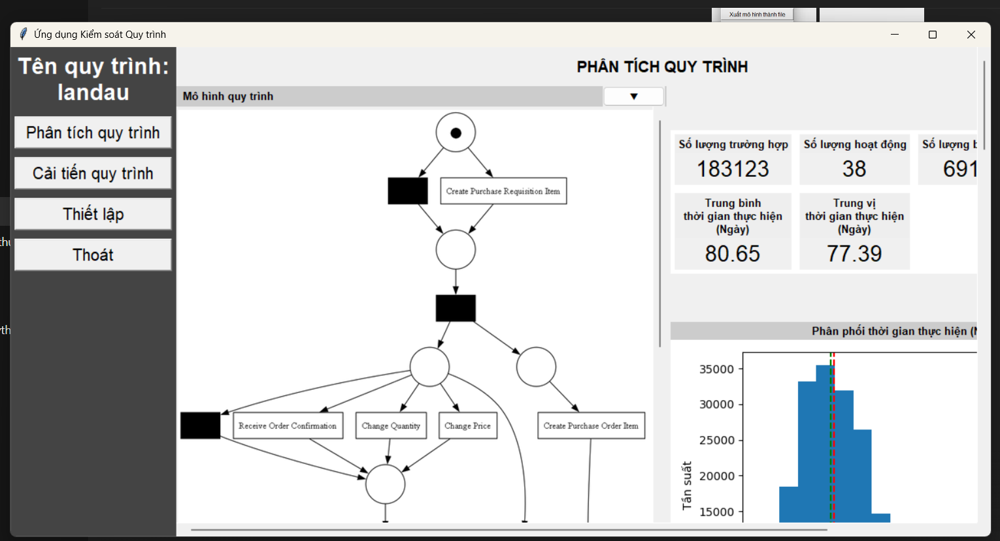 Xuất mô hình thành file
Ứng dụng Kiểm soát Quy trình
Tên quy trình:
landau
Phân tích quy trình
Cải tiến quy trình
Thiết lập
Thoát
PHÂN TÍCH QUY TRÌNH
Mô hình quy trình
▼
Create Purchase Requisition Item
Receive Order Confirmation
Change Quantity
Change Price
Create Purchase Order Item
Số lượng trường hợp
183123
Số lượng hoạt động
38
Số lượng b
691
Trung bình
thời gian thực hiện
(Ngày)
80.65
Trung vị
thời gian thực hiện
(Ngày)
77.39
Phân phối thời gian thực hiện (N
35000
30000
25000
20000
15000
Tần suất